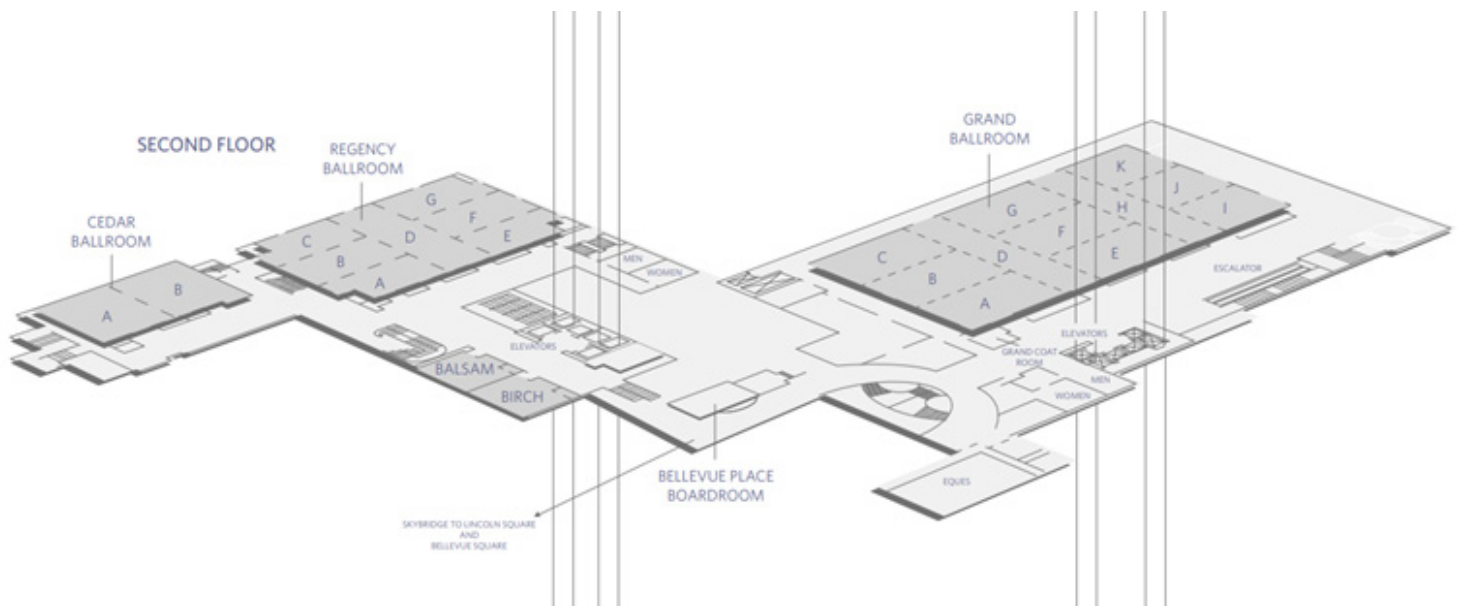 SECOND FLOOR
CEDAR
BALLROOM
A
B
REGENCY
BALLROOM
G
F
E
D
C
B
A
MEN
WOMEN
ELEVATORS
BALSAM
BIRCH
BELLEVUE PLACE
BOARDROOM
SKYBRIDGE TO LINCOLN SQUARE
AND
BELLEVUE SQUARE
GRAND
BALLROOM
K
J
I
H
G
F
E
D
C
B
A
ESCALATOR
ELEVATORS
GRAND COAT
ROOM
MEN
WOMEN
EQUES